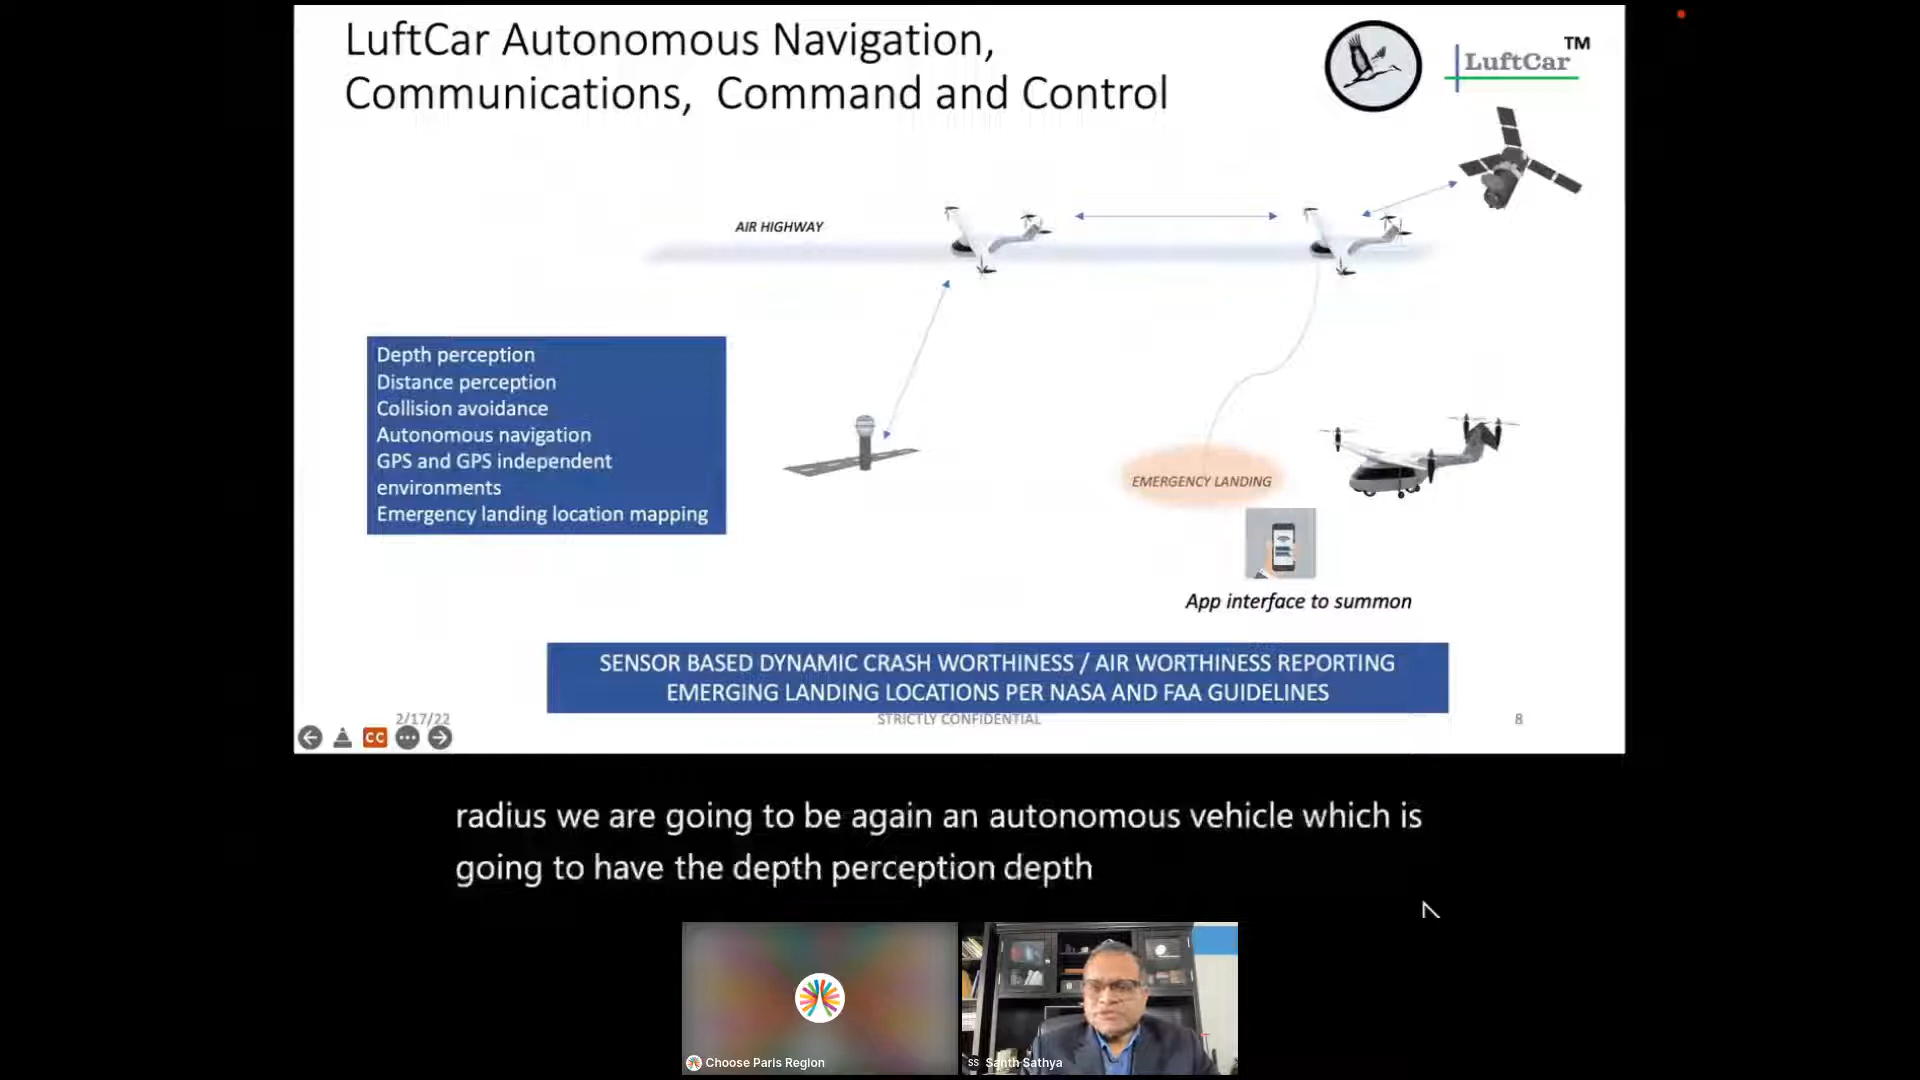 LuftCar Autonomous Navigation,
Communications, Command and Control
LuftCar TM
AIR HIGHWAY
Depth perception
Distance perception
Collision avoidance
Autonomous navigation
GPS and GPS independent
environments
Emergency landing location mapping
EMERGENCY LANDING
App interface to summon
SENSOR BASED DYNAMIC CRASH WORTHINESS / AIR WORTHINESS REPORTING
EMERGING LANDING LOCATIONS PER NASA AND FAA GUIDELINES
2/17/22
STRICTLY CONFIDENTIAL
8
CC
radius we are going to be again an autonomous vehicle which is
going to have the depth perception depth
Choose Paris Region
SS Santh Sathya